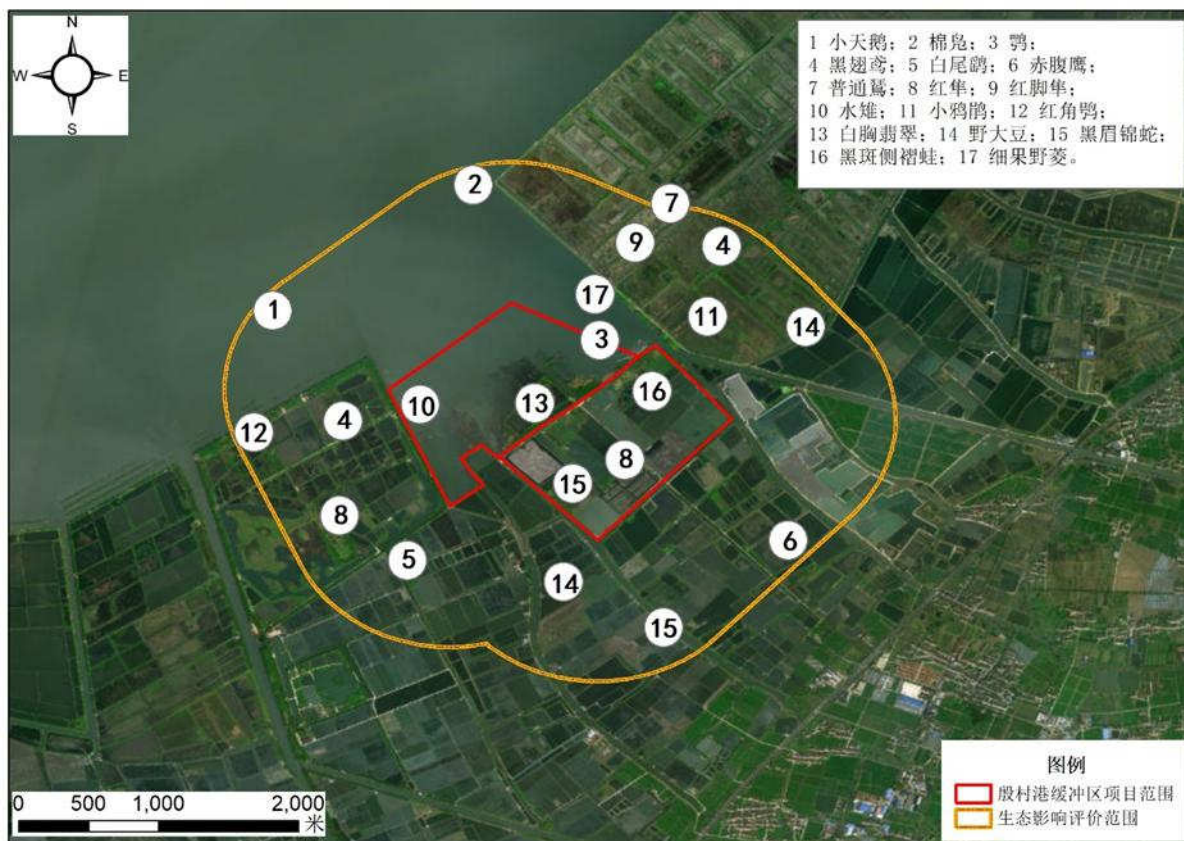 N
W
E
S
1 小天鹅；2 棉凫；3 鹗；
4 黑翅鸢；5 白尾鹞；6 赤腹鹰；
7 普通鵟；8 红隼；9 红脚隼；
10 水雉；11 小鸦鹃；12 红角鸮；
13 白胸翡翠；14 野大豆；15 黑眉锦蛇；
16 黑斑侧褶蛙；17 细果野菱。
2
7
9
4
1
17
11
14
3
16
10
13
4
12
8
15
8
6
5
14
15
图例
殷村港缓冲区项目范围
生态影响评价范围
0 500 1,000 2,000
米